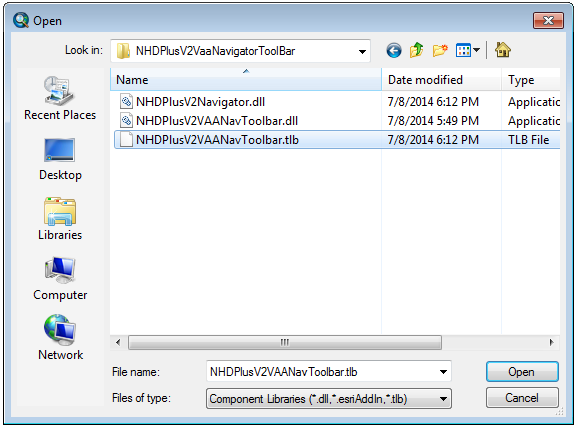 Open
Look in: NHDPlusV2VaaNavigatorToolBar
Name Date modified Type
NHDPlusV2Navigator.dll 7/8/2014 6:12 PM Applicatio
NHDPlusV2VAANavToolbar.dll 7/8/2014 5:49 PM Applicatio
NHDPlusV2VAANavToolbar.tlb 7/8/2014 6:12 PM TLB File
Recent Places
Desktop
Libraries
Computer
Network
File name: NHDPlusV2VAANavToolbar.tlb Open
Files of type: Component Libraries (*.dll,*.esriAddIn,*.tlb) Cancel